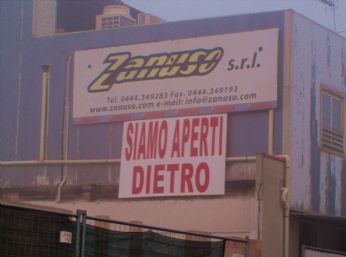 Zanuso s.r.l.
Tel. 0444.349283 Fax. 0444.349193
www.zanuso.com e-mail: info@zanuso.com
SIAMO APERTI
DIETRO